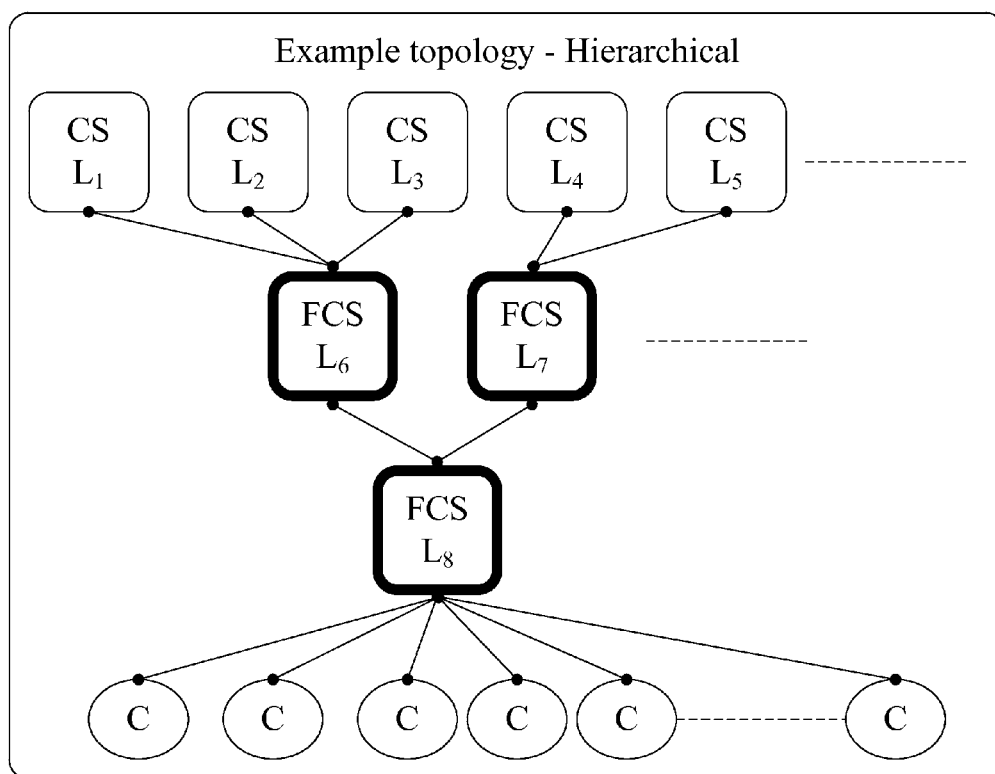 Example topology - Hierarchical
CS CS CS CS CS
L₁ L₂ L₃ L₄ L₅
FCS FCS
L₆ L₇
FCS
L₈
C C C C C C